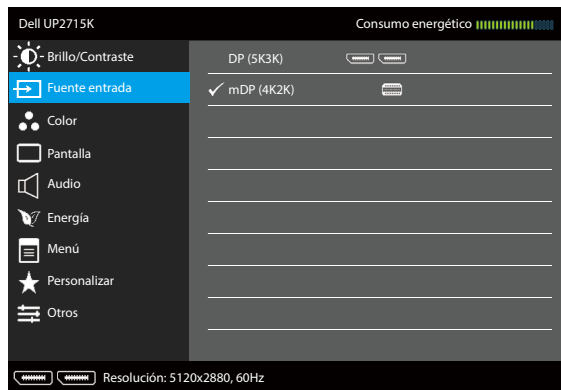 Dell UP2715K Consumo energético
Brillo/Contraste
DP (5K3K)
Fuente entrada
mDP (4K2K)
Color
Pantalla
Audio
Energía
Menú
Personalizar
Otros
Resolución: 5120x2880, 60Hz